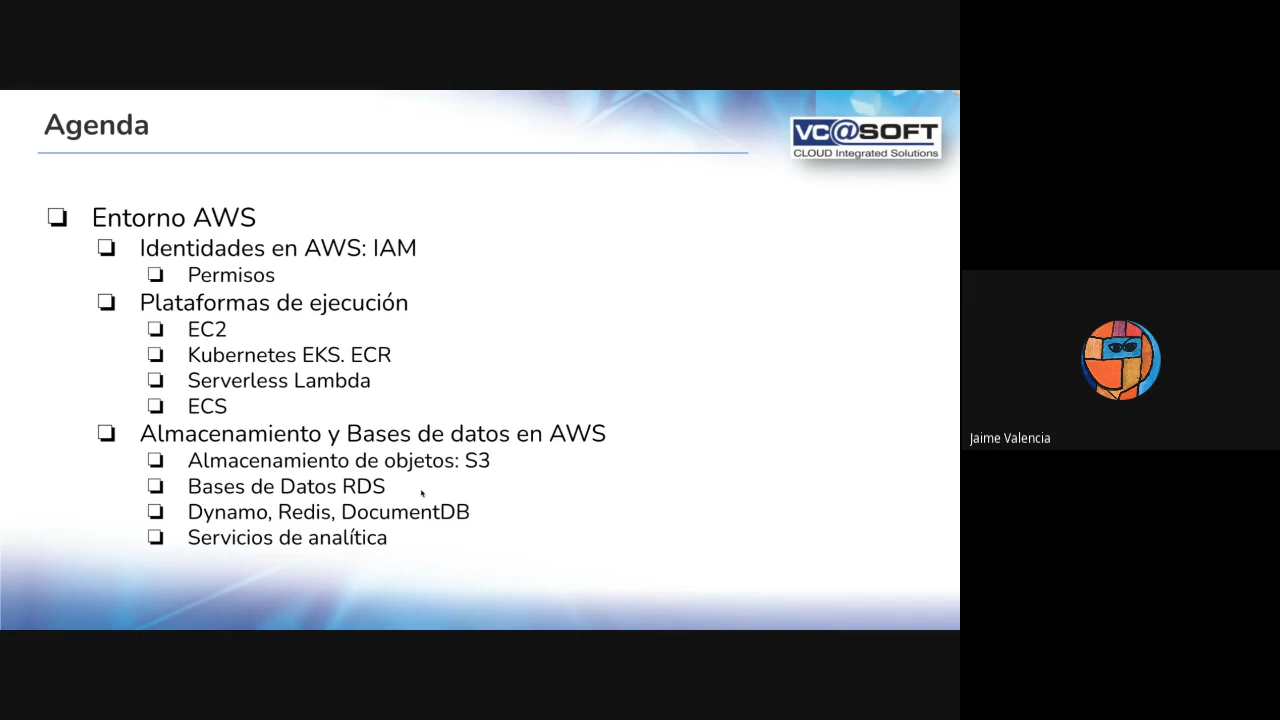 Agenda
VC@SOFT
CLOUD Integrated Solutions
❏ Entorno AWS
❏ Identidades en AWS: IAM
❏ Permisos
❏ Plataformas de ejecución
❏ EC2
❏ Kubernetes EKS. ECR
❏ Serverless Lambda
❏ ECS
❏ Almacenamiento y Bases de datos en AWS
❏ Almacenamiento de objetos: S3
❏ Bases de Datos RDS
❏ Dynamo, Redis, DocumentDB
❏ Servicios de analítica
Jaime Valencia